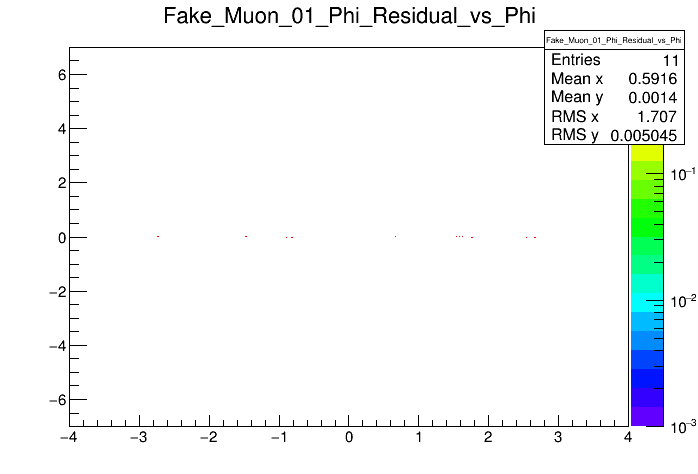 Fake_Muon_01_Phi_Residual_vs_Phi
Fake_Muon_01_Phi_Residual_vs_Phi
Entries 11
Mean x 0.5916
Mean y 0.0014
RMS x 1.707
RMS y 0.005045
6
4
2
0
−2
−4
−6
−4 −3 −2 −1 0 1 2 3 4
10⁻¹
10⁻²
10⁻³